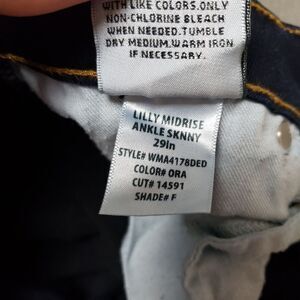 WITH LIKE COLORS.ONLY
NON-CHLORINE BLEACH
WHEN NEEDED.TUMBLE
DRY MEDIUM.WARM IRON
IF NECESSARY.
LILLY MIDRISE
ANKLE SKNNY
29in
STYLE# WMA4178DED
COLOR# ORA
CUT# 14591
SHADE# F